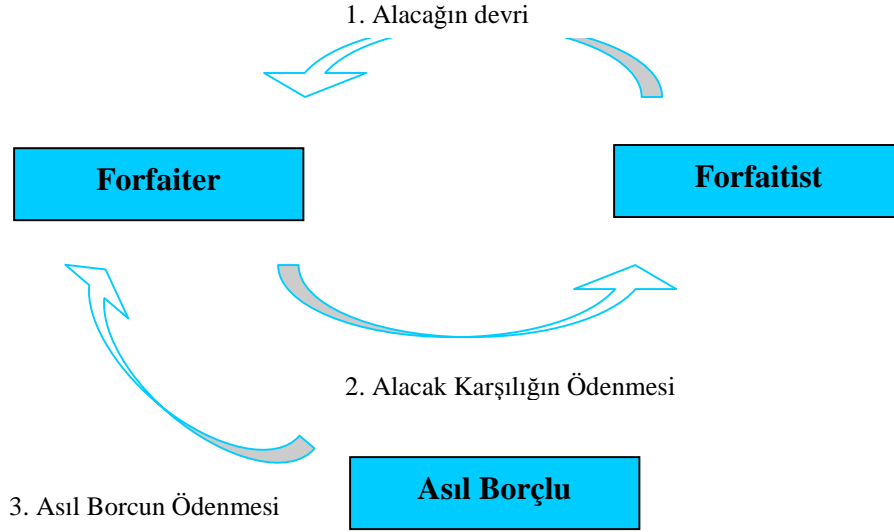 1. Alacağın devri
Forfaiter
Forfaitist
2. Alacak Karşılığın Ödenmesi
Asıl Borçlu
3. Asıl Borcun Ödenmesi